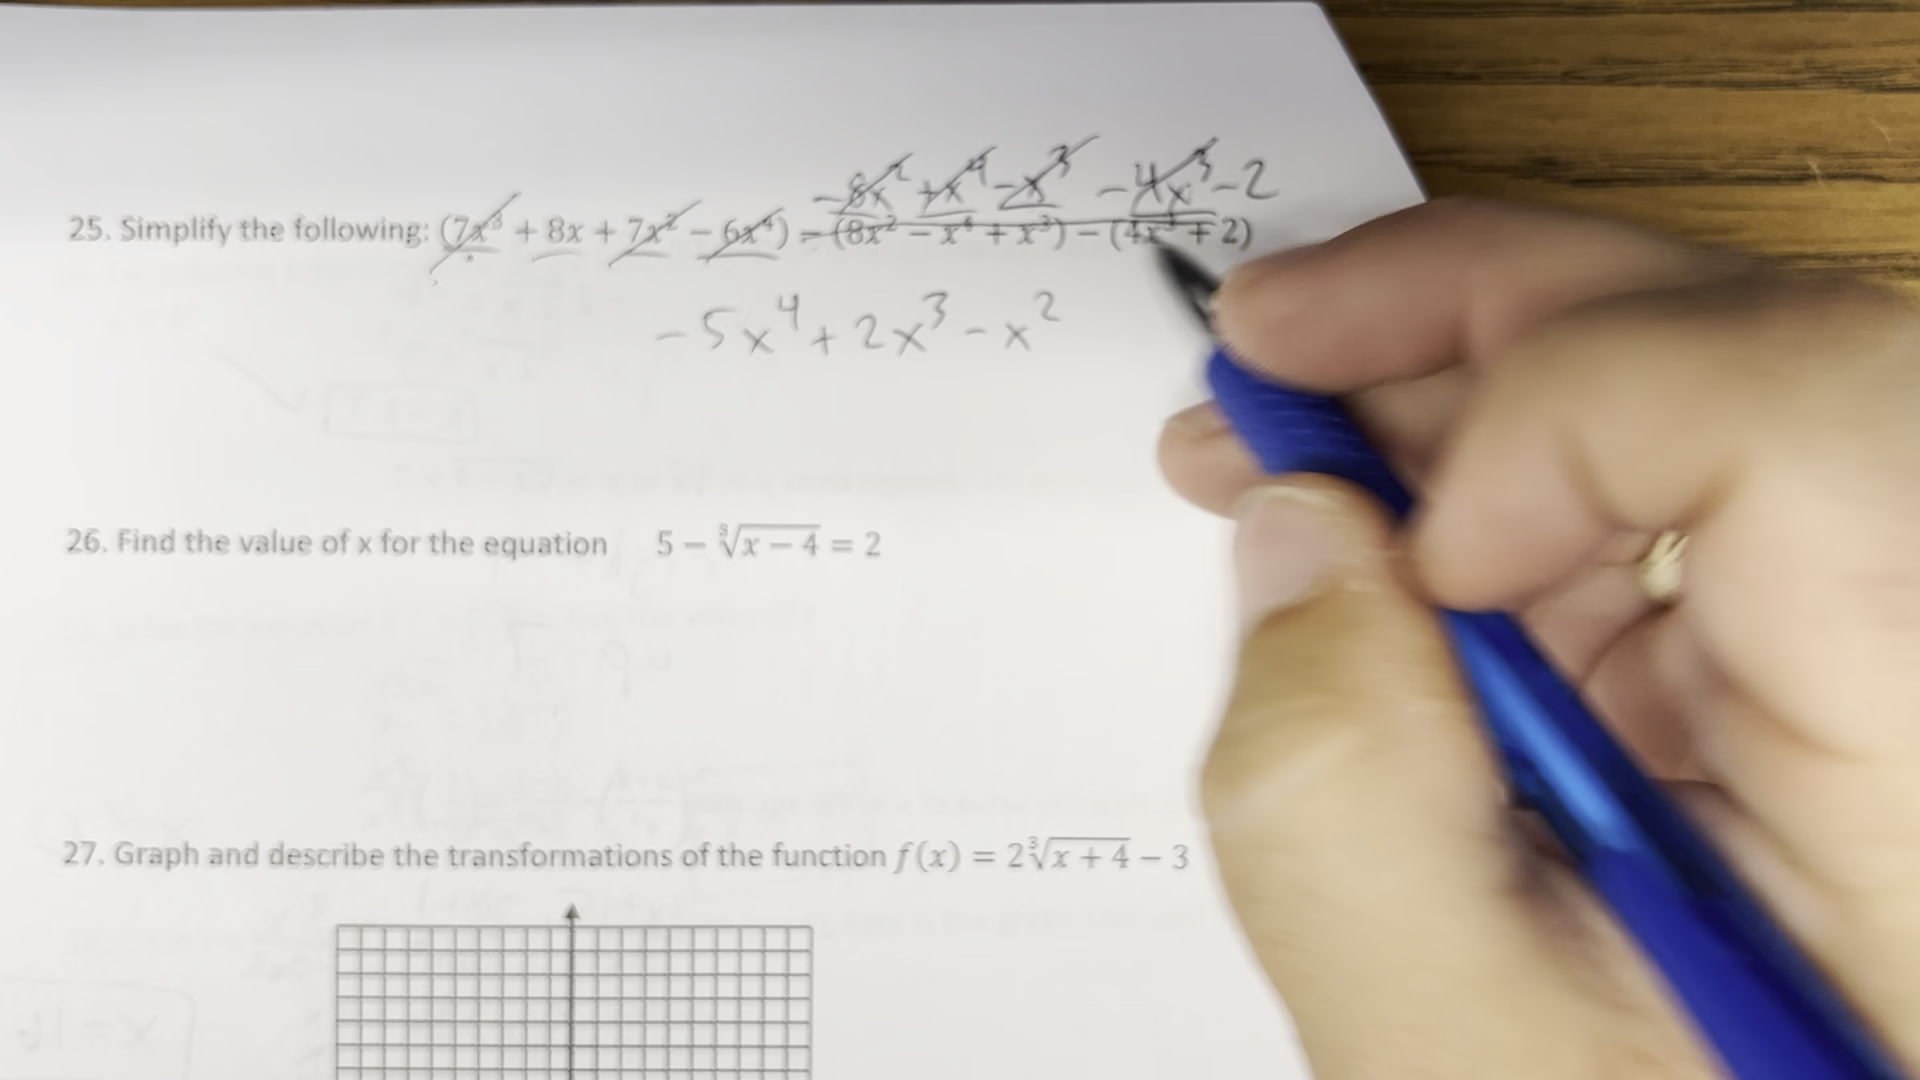 -8x² +x⁴ -x³ -4x³ -2
25. Simplify the following: (7x³ + 8x + 7x² − 6x⁴) − (8x² − x⁴ + x³) − (4x³ + 2)
-5x⁴ + 2x³ - x²
26. Find the value of x for the equation 5 − ∛(x − 4) = 2
27. Graph and describe the transformations of the function f(x) = 2∛(x + 4) − 3